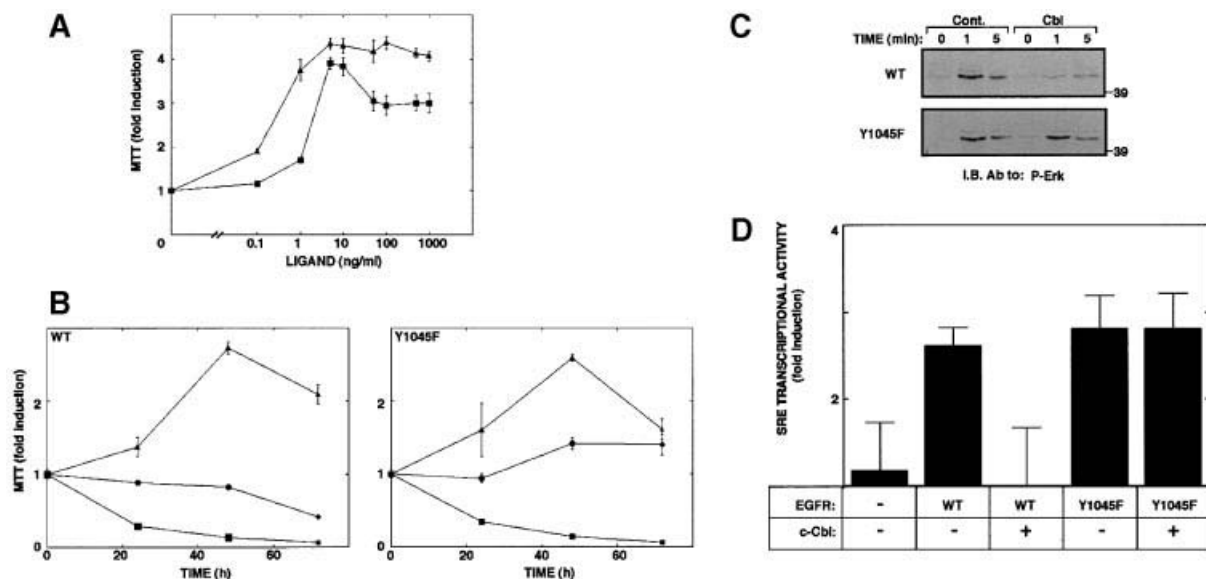 A
MTT (fold induction)
4
3
2
1
0 0.1 1 10 100 1000
LIGAND (ng/ml)
B
WT
MTT (fold induction)
2
1
0
0 20 40 60
TIME (h)
Y1045F
2
1
0
0 20 40 60
TIME (h)
C
Cont. Cbl
TIME (min): 0 1 5 0 1 5
WT
39
Y1045F
39
I.B. Ab to: P-Erk
D
SRE TRANSCRIPTIONAL ACTIVITY
(fold induction)
4
2
EGFR: - WT WT Y1045F Y1045F
c-Cbl: - - + - +